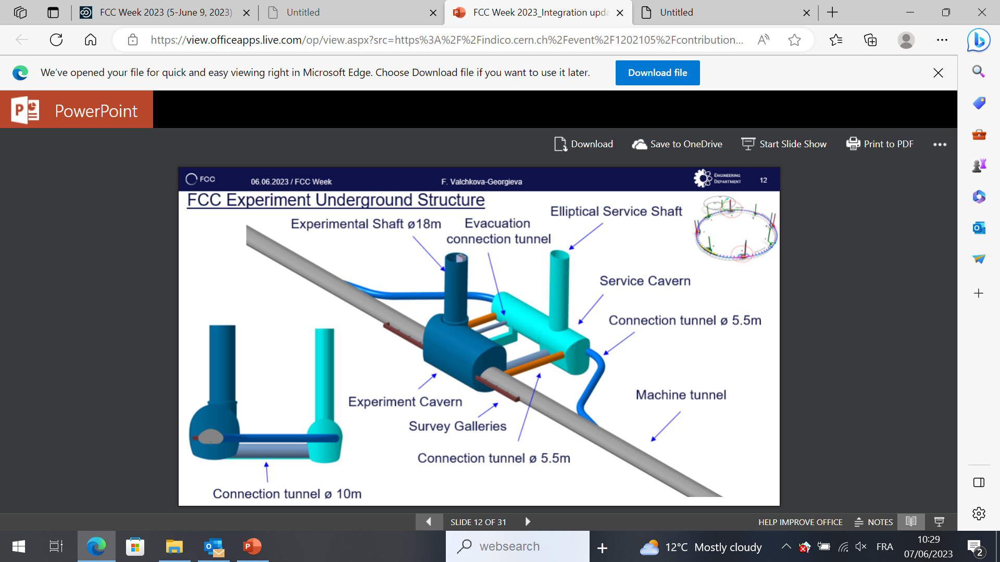 FCC Week 2023 (5-June 9, 2023)
Untitled
FCC Week 2023_Integration upda
Untitled
https://view.officeapps.live.com/op/view.aspx?src=https%3A%2F%2Findico.cern.ch%2Fevent%2F1202105%2Fcontribution...
We've opened your file for quick and easy viewing right in Microsoft Edge. Choose Download file if you want to use it later.
Download file
PowerPoint
Download
Save to OneDrive
Start Slide Show
Print to PDF
FCC
06.06.2023 / FCC Week
F. Valchkova-Georgieva
ENGINEERING
DEPARTMENT
12
FCC Experiment Underground Structure
Elliptical Service Shaft
Experimental Shaft ø18m
Evacuation
connection tunnel
Service Cavern
Connection tunnel ø 5.5m
Machine tunnel
Experiment Cavern
Survey Galleries
Connection tunnel ø 5.5m
Connection tunnel ø 10m
SLIDE 12 OF 31
HELP IMPROVE OFFICE
NOTES
websearch
12°C Mostly cloudy
FRA
10:29
07/06/2023
2